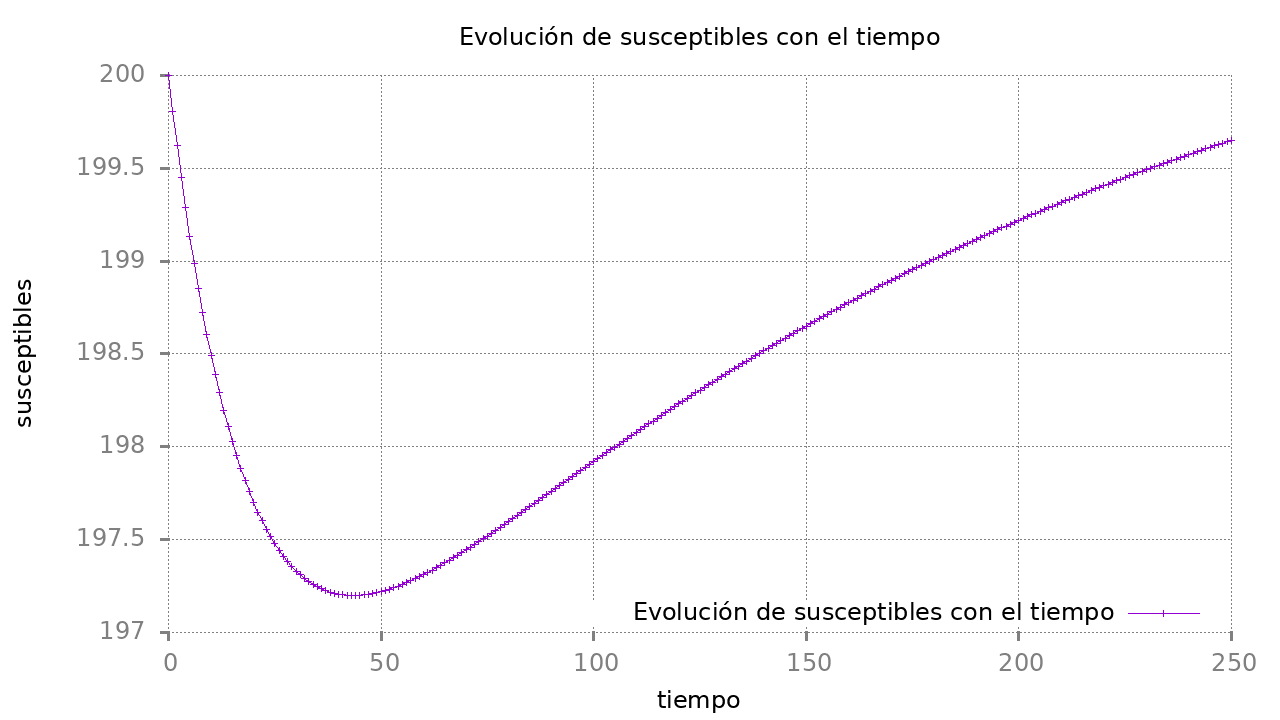 Evolución de susceptibles con el tiempo
200
199.5
199
198.5
198
197.5
197
susceptibles
Evolución de susceptibles con el tiempo
0 50 100 150 200 250
tiempo